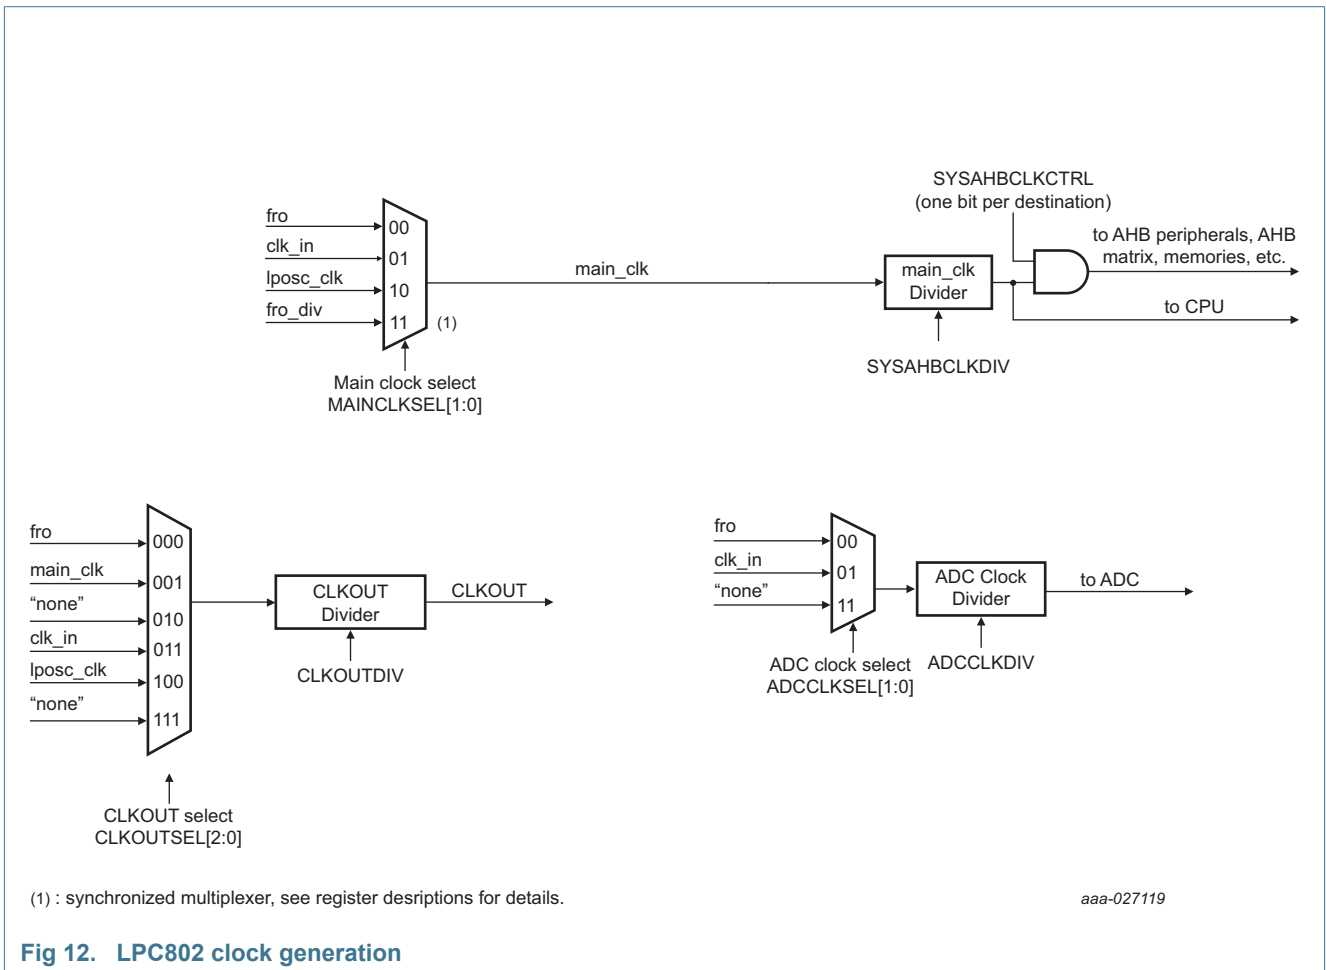 SYSAHBCLKCTRL
(one bit per destination)
fro
00
clk_in
01
lposc_clk
10
fro_div
11
(1)
main_clk
main_clk
Divider
to AHB peripherals, AHB
matrix, memories, etc.
to CPU
SYSAHBCLKDIV
Main clock select
MAINCLKSEL[1:0]
fro
000
main_clk
001
“none”
010
clk_in
011
lposc_clk
100
“none”
111
CLKOUT
Divider
CLKOUT
CLKOUTDIV
CLKOUT select
CLKOUTSEL[2:0]
fro
00
clk_in
01
“none”
11
ADC Clock
Divider
to ADC
ADC clock select
ADCCLKSEL[1:0]
ADCCLKDIV
(1) : synchronized multiplexer, see register desriptions for details.
aaa-027119
Fig 12. LPC802 clock generation